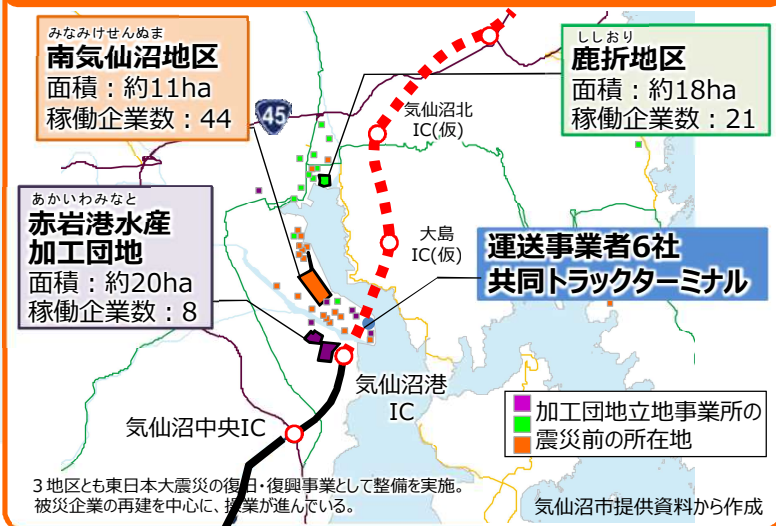 みなみけせんぬま
南気仙沼地区
面積：約11ha
稼働企業数：44
ししおり
鹿折地区
面積：約18ha
稼働企業数：21
45
気仙沼北
IC(仮)
あかいわみなと
赤岩港水産
加工団地
面積：約20ha
稼働企業数：8
大島
IC(仮)
運送事業者6社
共同トラックターミナル
気仙沼港
IC
気仙沼中央IC
加工団地立地事業所の
震災前の所在地
3地区とも東日本大震災の復旧・復興事業として整備を実施。
被災企業の再建を中心に、操業が進んでいる。
気仙沼市提供資料から作成